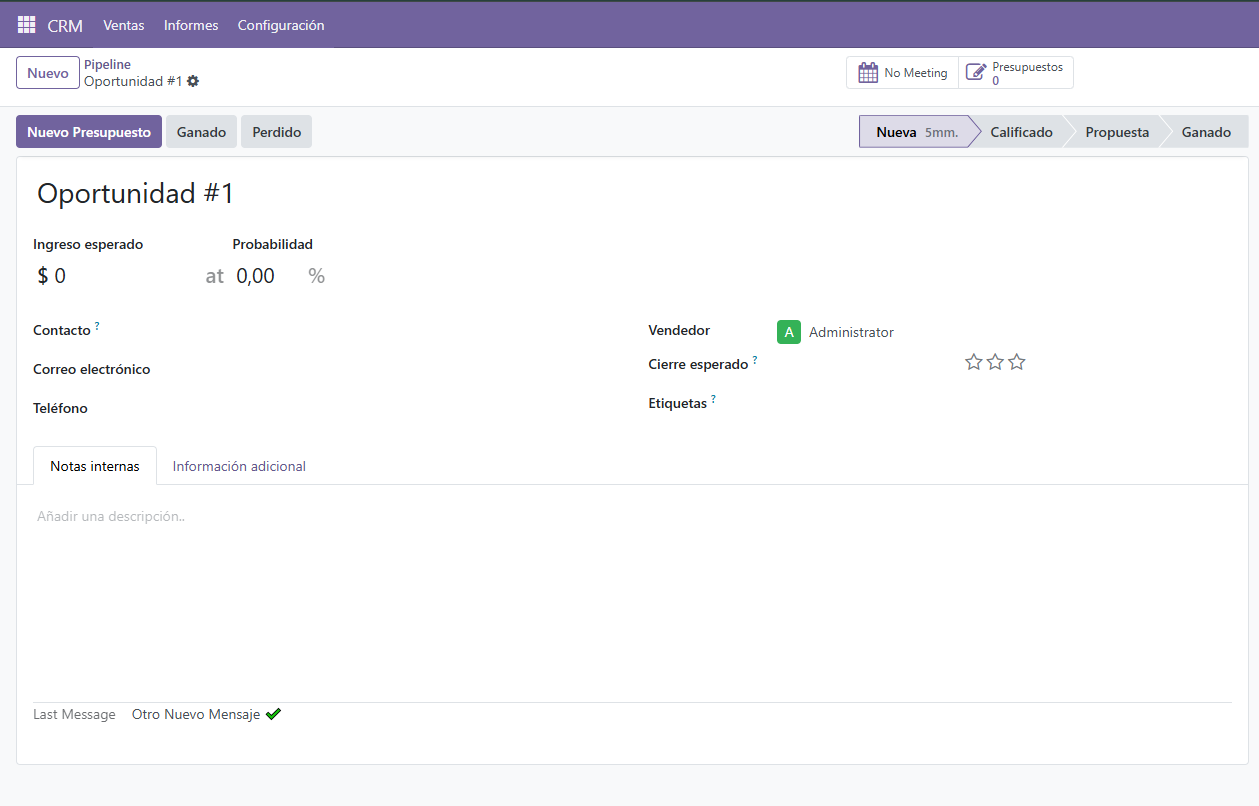 CRM Ventas Informes Configuración
Nuevo
Pipeline
Oportunidad #1
No Meeting
Presupuestos
0
Nuevo Presupuesto Ganado Perdido
Nueva 5mm. Calificado Propuesta Ganado
Oportunidad #1
Ingreso esperado Probabilidad
$ 0 at 0,00 %
Contacto ?
Correo electrónico
Teléfono
Vendedor A Administrator
Cierre esperado ?
Etiquetas ?
Notas internas Información adicional
Añadir una descripción..
Last Message Otro Nuevo Mensaje